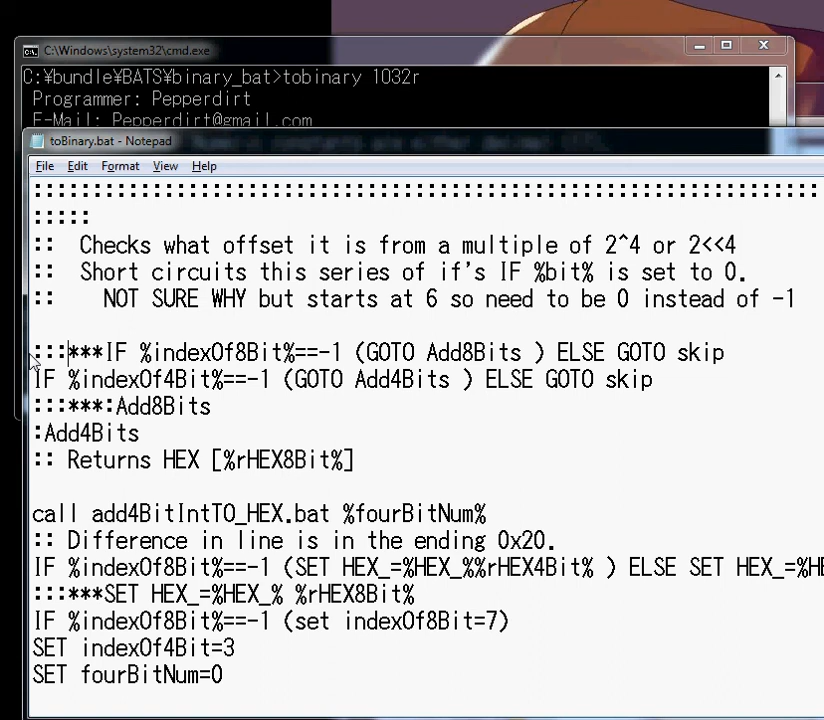 C:\Windows\system32\cmd.exe
C:¥bundle¥BATS¥binary_bat>tobinary 1032r
Programmer: Pepperdirt
E-Mail: Pepperdirt@gmail.com
toBinary.bat - Notepad
File Edit Format View Help
:::::::::::::::::::::::::::::::::::::::::::::::::::::::::::::::::::
:::::
:: Checks what offset it is from a multiple of 2^4 or 2<<4
:: Short circuits this series of if's IF %bit% is set to 0.
:: NOT SURE WHY but starts at 6 so need to be 0 instead of -1
:::***IF %indexOf8Bit%==-1 (GOTO Add8Bits ) ELSE GOTO skip
IF %indexOf4Bit%==-1 (GOTO Add4Bits ) ELSE GOTO skip
:::***:Add8Bits
:Add4Bits
:: Returns HEX [%rHEX8Bit%]
call add4BitIntTO_HEX.bat %fourBitNum%
:: Difference in line is in the ending 0x20.
IF %indexOf8Bit%==-1 (SET HEX_=%HEX_%%rHEX4Bit% ) ELSE SET HEX_=%HE
:::***SET HEX_=%HEX_% %rHEX8Bit%
IF %indexOf8Bit%==-1 (set indexOf8Bit=7)
SET indexOf4Bit=3
SET fourBitNum=0